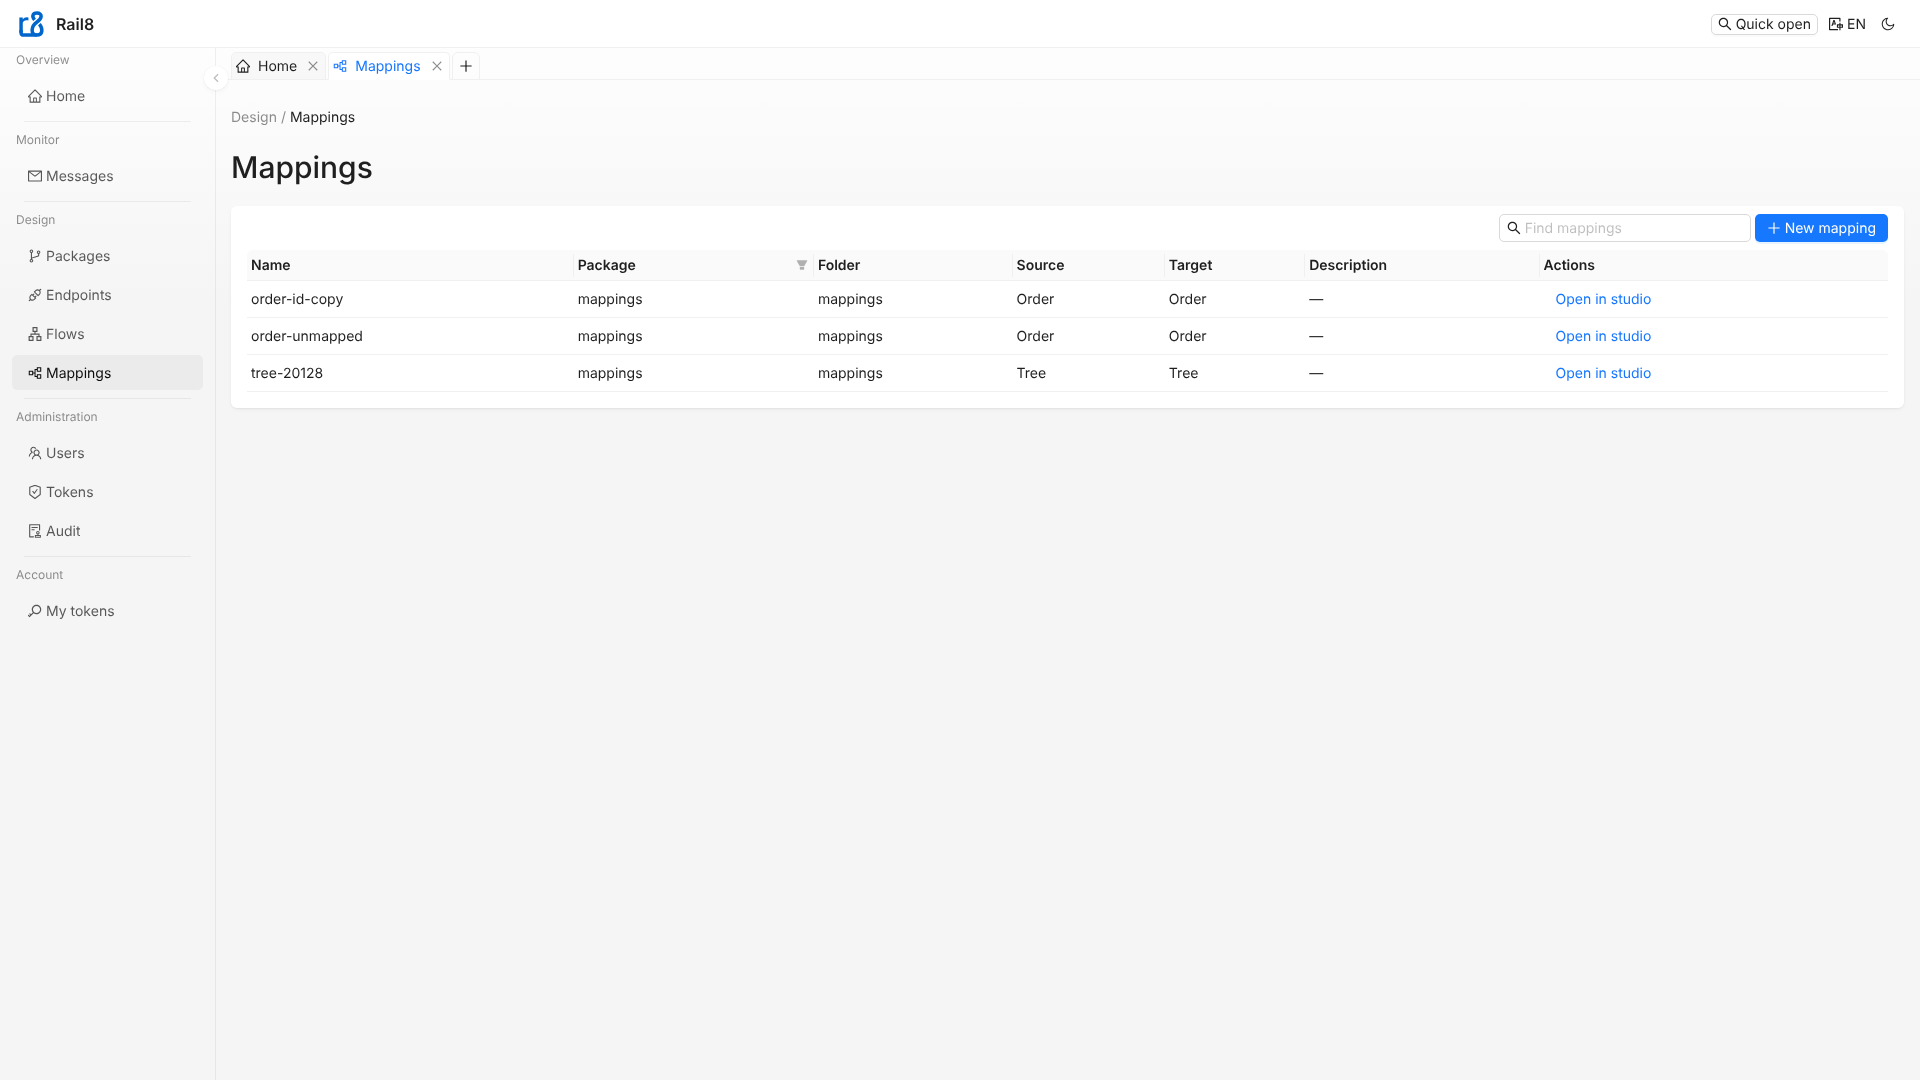 Rail8
Quick open
EN
Overview
Home
Monitor
Messages
Design
Packages
Endpoints
Flows
Mappings
Administration
Users
Tokens
Audit
Account
My tokens
Home
Mappings
Design / Mappings
Mappings
Find mappings
New mapping
Name Package Folder Source Target Description Actions
order-id-copy mappings mappings Order Order — Open in studio
order-unmapped mappings mappings Order Order — Open in studio
tree-20128 mappings mappings Tree Tree — Open in studio